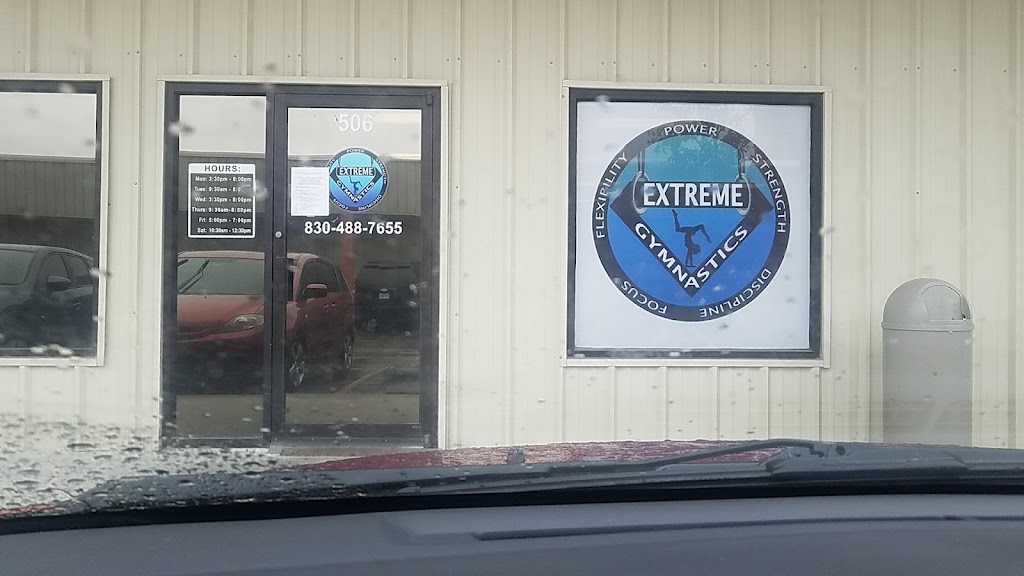 506
HOURS:
Mon: 3:30pm - 8:00pm
Tues: 9:30am - 8:0
Wed: 3:30pm - 8:00pm
Thurs: 9:30am-8:00pm
Fri: 5:00pm - 7:00pm
Sat: 10:30am - 12:30pm
POWER
EXTREME
GYMNASTICS
830-488-7655
FLEXIBILITY
POWER
STRENGTH
DISCIPLINE
FOCUS
EXTREME
GYMNASTICS